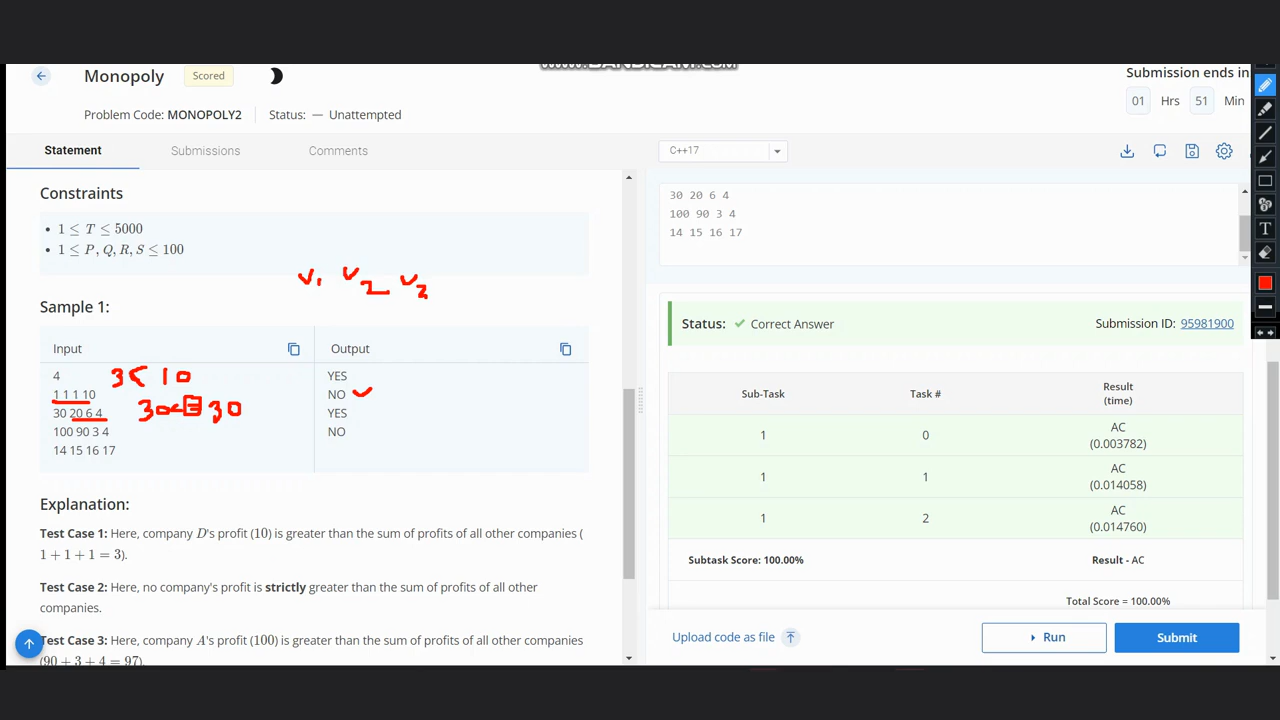 www.BANDICAM.com
Monopoly
Scored
Submission ends in
Problem Code: MONOPOLY2
Status: — Unattempted
01 Hrs 51 Min
Statement
Submissions
Comments
C++17
Constraints
• 1 ≤ T ≤ 5000
• 1 ≤ P, Q, R, S ≤ 100
v1 v2 v3
Sample 1:
Input
Output
4
1 1 1 10
30 20 6 4
100 90 3 4
14 15 16 17
3 < 10
30 <= 30
YES
NO
YES
NO
Explanation:
Test Case 1: Here, company D's profit (10) is greater than the sum of profits of all other companies (
1 + 1 + 1 = 3).
Test Case 2: Here, no company's profit is strictly greater than the sum of profits of all other
companies.
Test Case 3: Here, company A's profit (100) is greater than the sum of profits of all other companies
(90 + 3 + 4 = 97).
30 20 6 4
100 90 3 4
14 15 16 17
Status: Correct Answer
Submission ID: 95981900
Sub-Task
Task #
Result
(time)
1
0
AC
(0.003782)
1
1
AC
(0.014058)
1
2
AC
(0.014760)
Subtask Score: 100.00%
Result - AC
Total Score = 100.00%
Upload code as file
Run
Submit
T